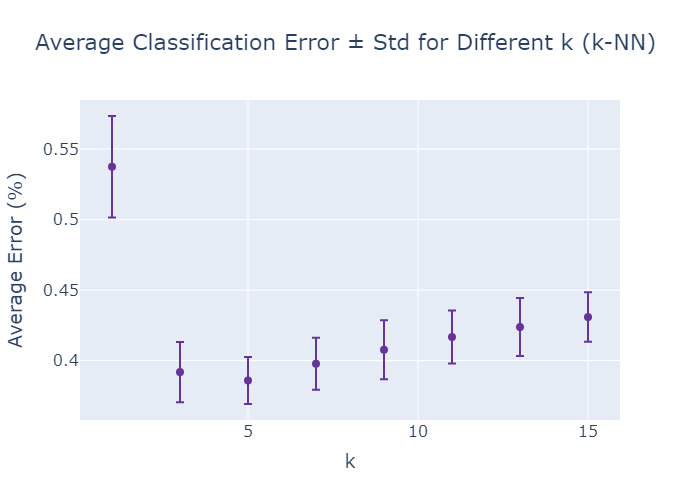 Average Classification Error ± Std for Different k (k-NN)
Average Error (%)
0.55
0.5
0.45
0.4
5
10
15
k